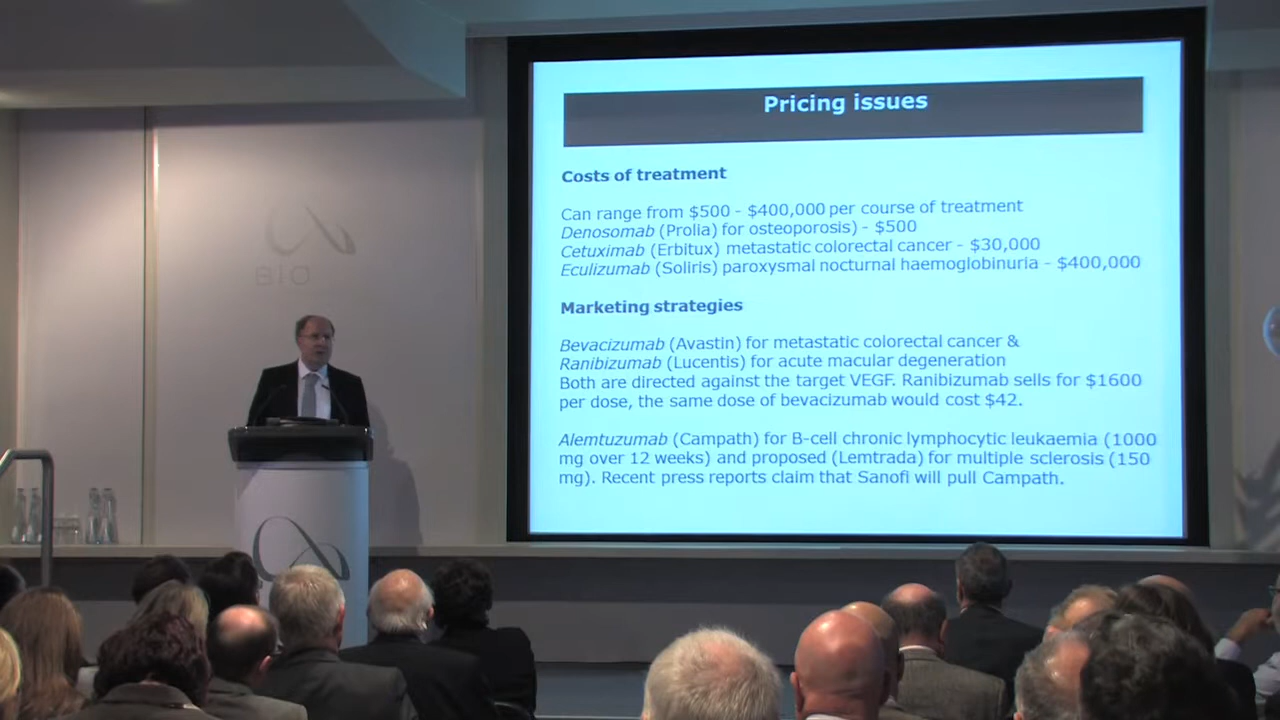 Pricing issues
Costs of treatment
Can range from $500 - $400,000 per course of treatment
Denosomab (Prolia) for osteoporosis) - $500
Cetuximab (Erbitux) metastatic colorectal cancer - $30,000
Eculizumab (Soliris) paroxysmal nocturnal haemoglobinuria - $400,000
Marketing strategies
Bevacizumab (Avastin) for metastatic colorectal cancer &
Ranibizumab (Lucentis) for acute macular degeneration
Both are directed against the target VEGF. Ranibizumab sells for $1600
per dose, the same dose of bevacizumab would cost $42.
Alemtuzumab (Campath) for B-cell chronic lymphocytic leukaemia (1000
mg over 12 weeks) and proposed (Lemtrada) for multiple sclerosis (150
mg). Recent press reports claim that Sanofi will pull Campath.